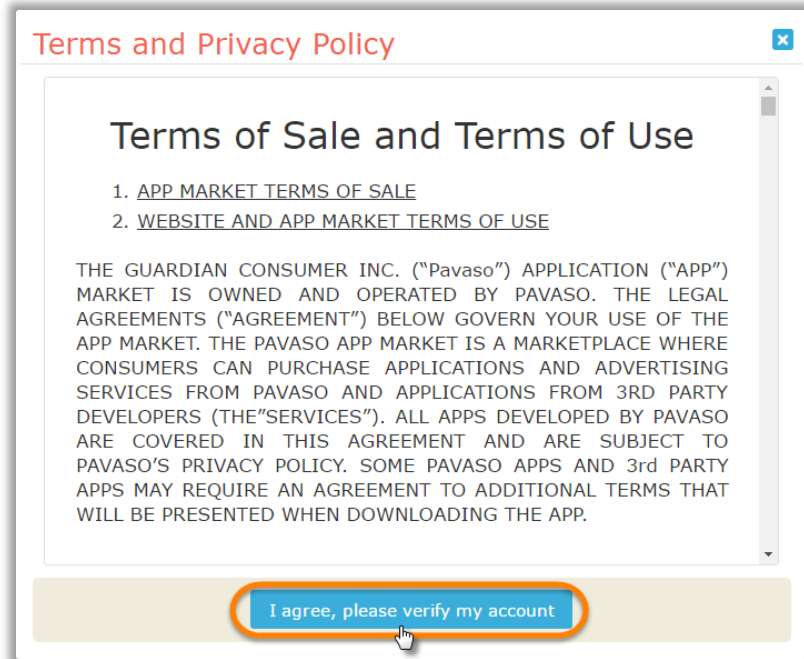 Terms and Privacy Policy
Terms of Sale and Terms of Use
1. APP MARKET TERMS OF SALE
2. WEBSITE AND APP MARKET TERMS OF USE
THE GUARDIAN CONSUMER INC. (“Pavaso”) APPLICATION (“APP”)
MARKET IS OWNED AND OPERATED BY PAVASO. THE LEGAL
AGREEMENTS (“AGREEMENT”) BELOW GOVERN YOUR USE OF THE
APP MARKET. THE PAVASO APP MARKET IS A MARKETPLACE WHERE
CONSUMERS CAN PURCHASE APPLICATIONS AND ADVERTISING
SERVICES FROM PAVASO AND APPLICATIONS FROM 3RD PARTY
DEVELOPERS (THE”SERVICES”). ALL APPS DEVELOPED BY PAVASO
ARE COVERED IN THIS AGREEMENT AND ARE SUBJECT TO
PAVASO’S PRIVACY POLICY. SOME PAVASO APPS AND 3rd PARTY
APPS MAY REQUIRE AN AGREEMENT TO ADDITIONAL TERMS THAT
WILL BE PRESENTED WHEN DOWNLOADING THE APP.
I agree, please verify my account